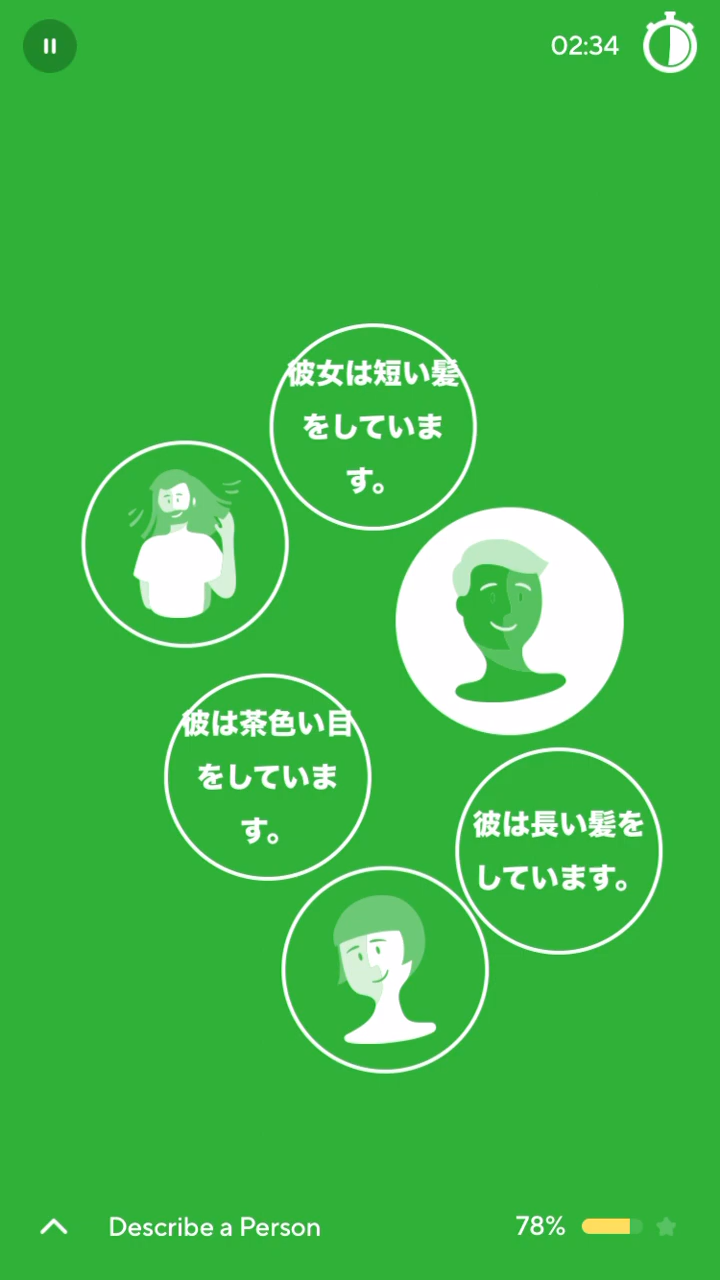 02:34
彼女は短い髪
をしていま
す。
彼は茶色い目
をしていま
す。
彼は長い髪を
しています。
Describe a Person
78%